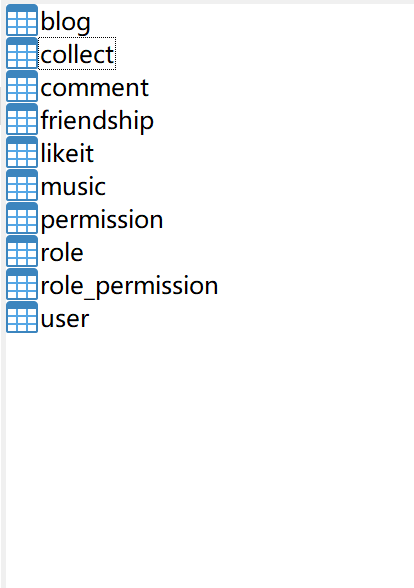 blog
collect
comment
friendship
likeit
music
permission
role
role_permission
user